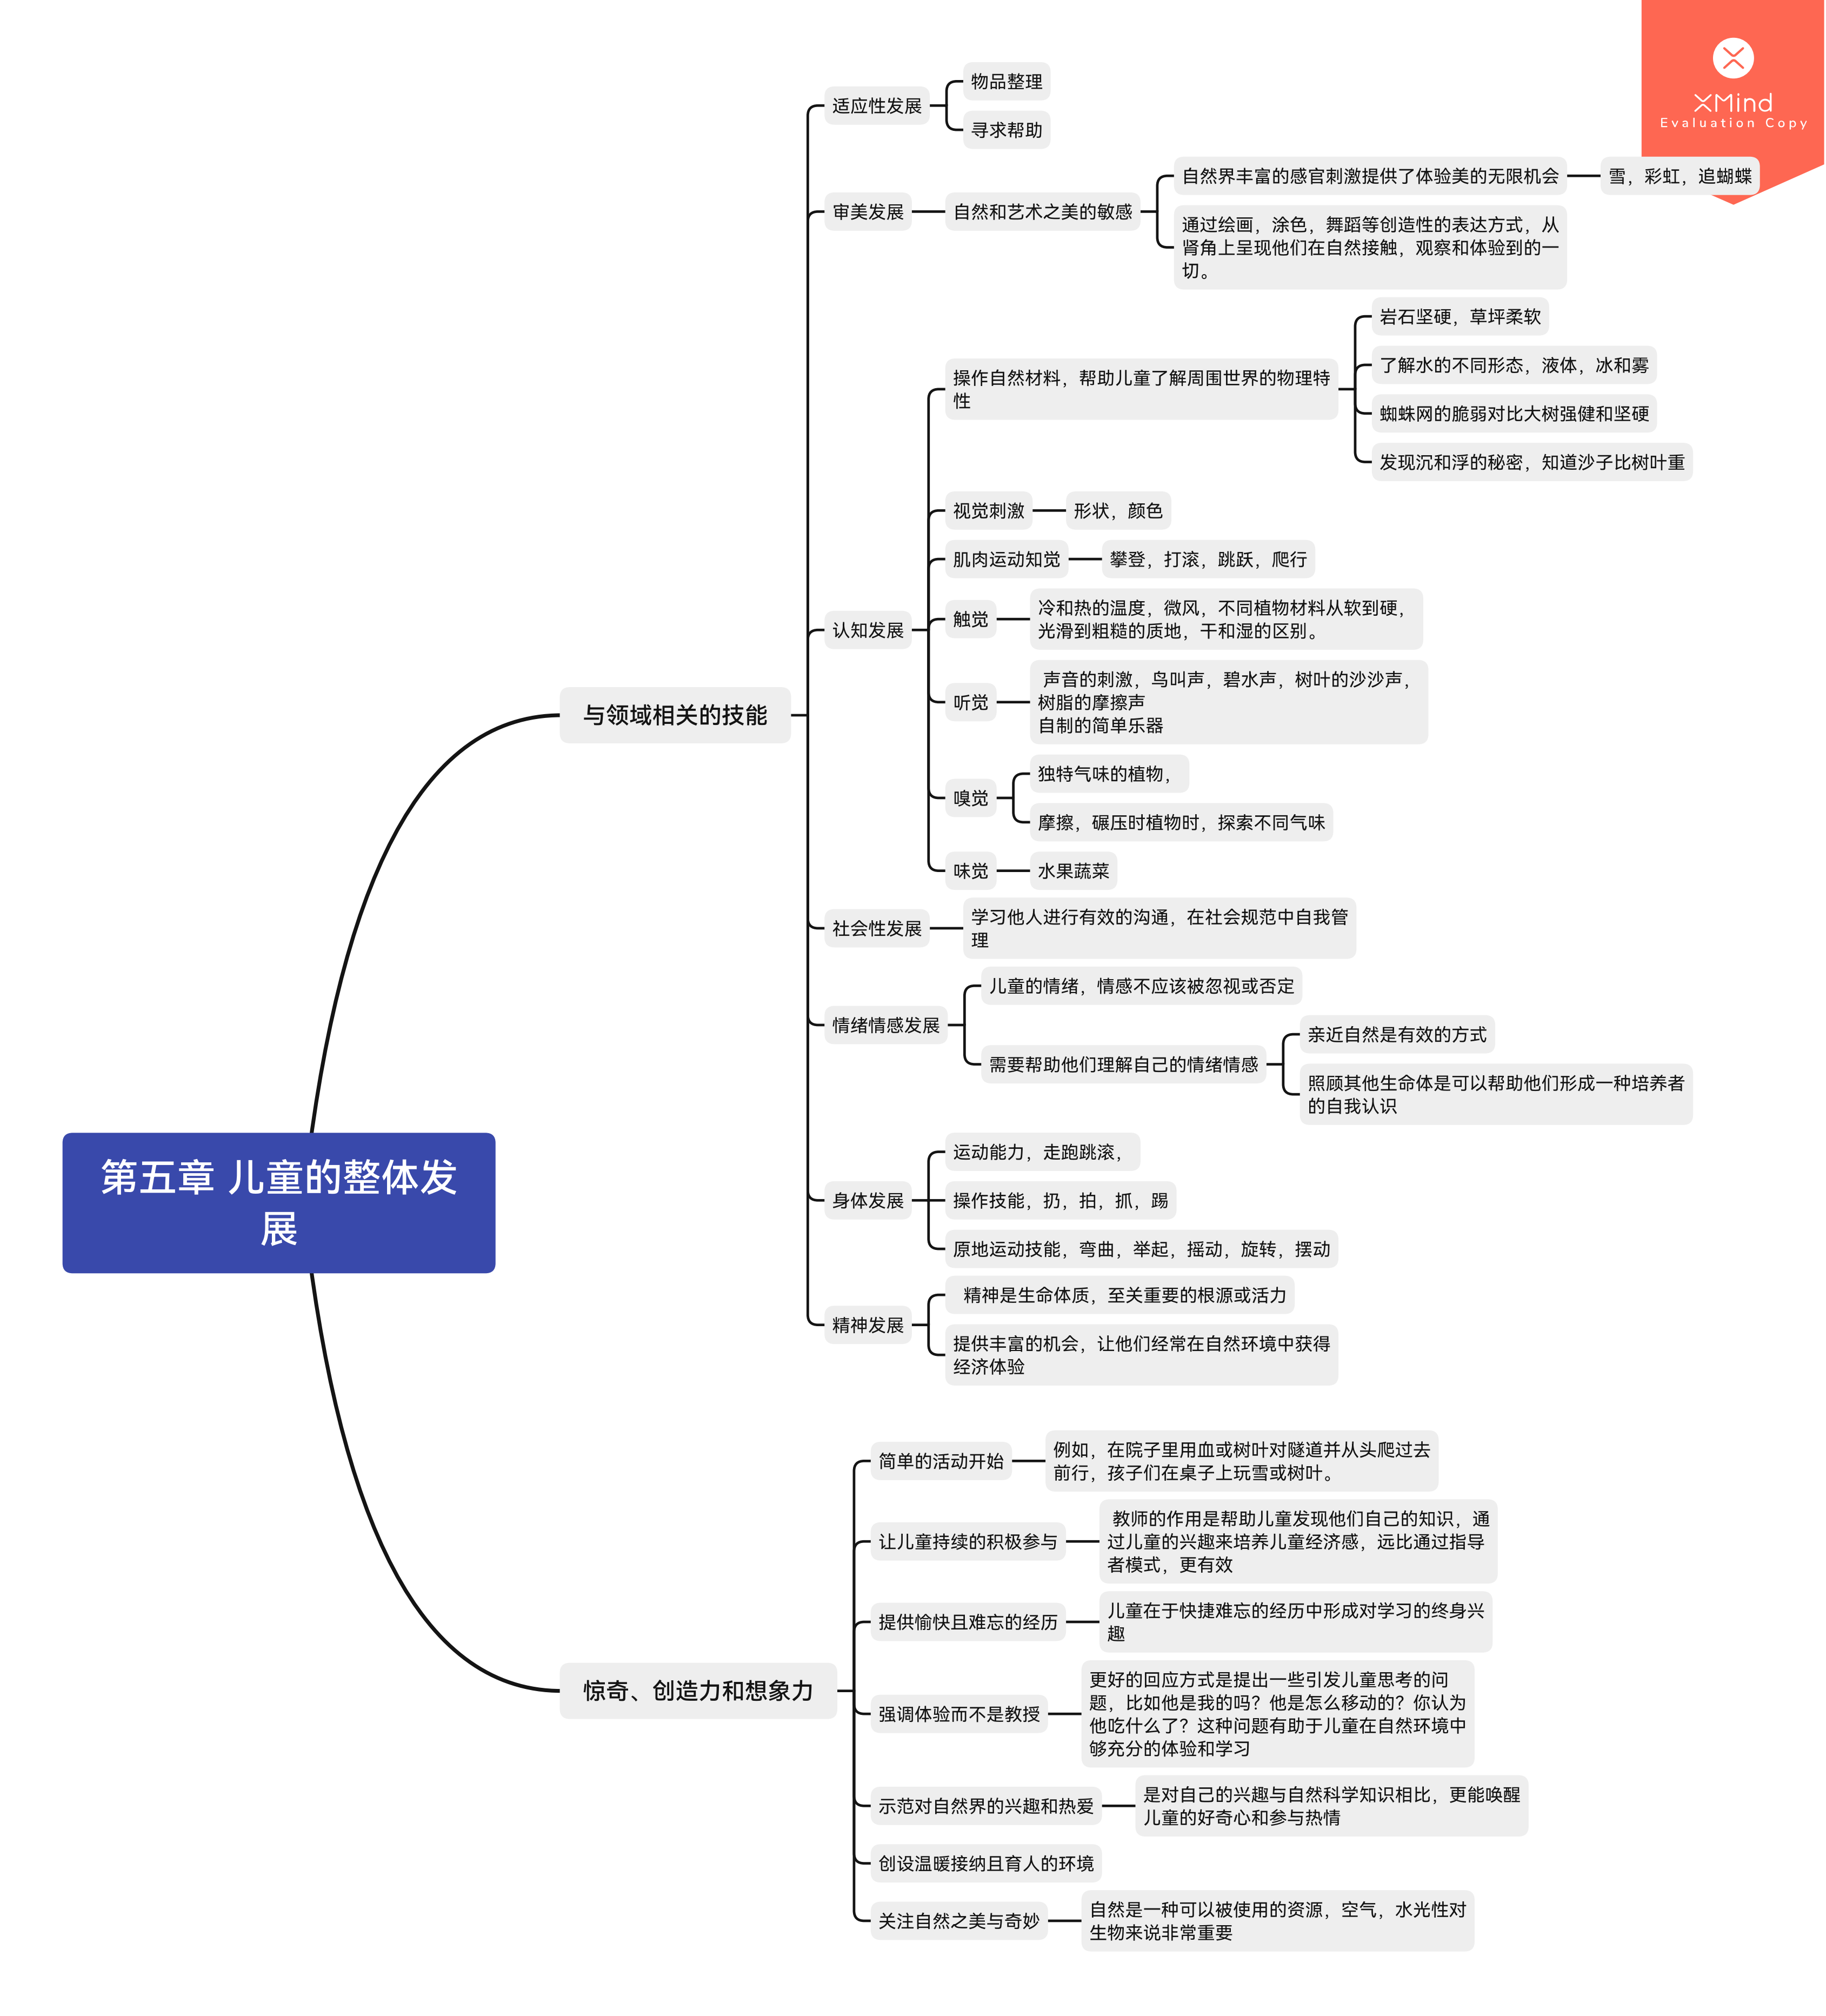 XMind
Evaluation Copy
第五章 儿童的整体发
展
与领域相关的技能
适应性发展
物品整理
寻求帮助
审美发展
自然和艺术之美的敏感
自然界丰富的感官刺激提供了体验美的无限机会
雪，彩虹，追蝴蝶
通过绘画，涂色，舞蹈等创造性的表达方式，从
肾角上呈现他们在自然接触，观察和体验到的一
切。
认知发展
操作自然材料，帮助儿童了解周围世界的物理特
性
岩石坚硬，草坪柔软
了解水的不同形态，液体，冰和雾
蜘蛛网的脆弱对比大树强健和坚硬
发现沉和浮的秘密，知道沙子比树叶重
视觉刺激
形状，颜色
肌肉运动知觉
攀登，打滚，跳跃，爬行
触觉
冷和热的温度，微风，不同植物材料从软到硬，
光滑到粗糙的质地，干和湿的区别。
听觉
声音的刺激，鸟叫声，碧水声，树叶的沙沙声，
树脂的摩擦声
自制的简单乐器
嗅觉
独特气味的植物，
摩擦，碾压时植物时，探索不同气味
味觉
水果蔬菜
社会性发展
学习他人进行有效的沟通，在社会规范中自我管
理
情绪情感发展
儿童的情绪，情感不应该被忽视或否定
需要帮助他们理解自己的情绪情感
亲近自然是有效的方式
照顾其他生命体是可以帮助他们形成一种培养者
的自我认识
身体发展
运动能力，走跑跳滚，
操作技能，扔，拍，抓，踢
原地运动技能，弯曲，举起，摇动，旋转，摆动
精神发展
精神是生命体质，至关重要的根源或活力
提供丰富的机会，让他们经常在自然环境中获得
经济体验
惊奇、创造力和想象力
简单的活动开始
例如，在院子里用血或树叶对隧道并从头爬过去
前行，孩子们在桌子上玩雪或树叶。
让儿童持续的积极参与
教师的作用是帮助儿童发现他们自己的知识，通
过儿童的兴趣来培养儿童经济感，远比通过指导
者模式，更有效
提供愉快且难忘的经历
儿童在于快捷难忘的经历中形成对学习的终身兴
趣
强调体验而不是教授
更好的回应方式是提出一些引发儿童思考的问
题，比如他是我的吗？他是怎么移动的？你认为
他吃什么了？这种问题有助于儿童在自然环境中
够充分的体验和学习
示范对自然界的兴趣和热爱
是对自己的兴趣与自然科学知识相比，更能唤醒
儿童的好奇心和参与热情
创设温暖接纳且育人的环境
关注自然之美与奇妙
自然是一种可以被使用的资源，空气，水光性对
生物来说非常重要